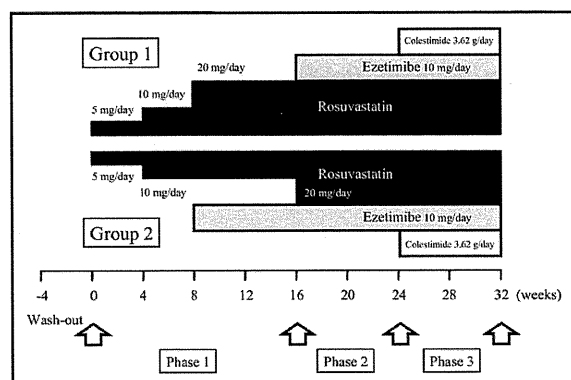 Colestimide 3.62 g/day
Group 1
20 mg/day
Ezetimibe 10 mg/day
10 mg/day
5 mg/day
Rosuvastatin
Rosuvastatin
5 mg/day
10 mg/day
20 mg/day
Ezetimibe 10 mg/day
Group 2
Colestimide 3.62 g/day
-4 0 4 8 12 16 20 24 28 32 (weeks)
Wash-out
Phase 1 Phase 2 Phase 3